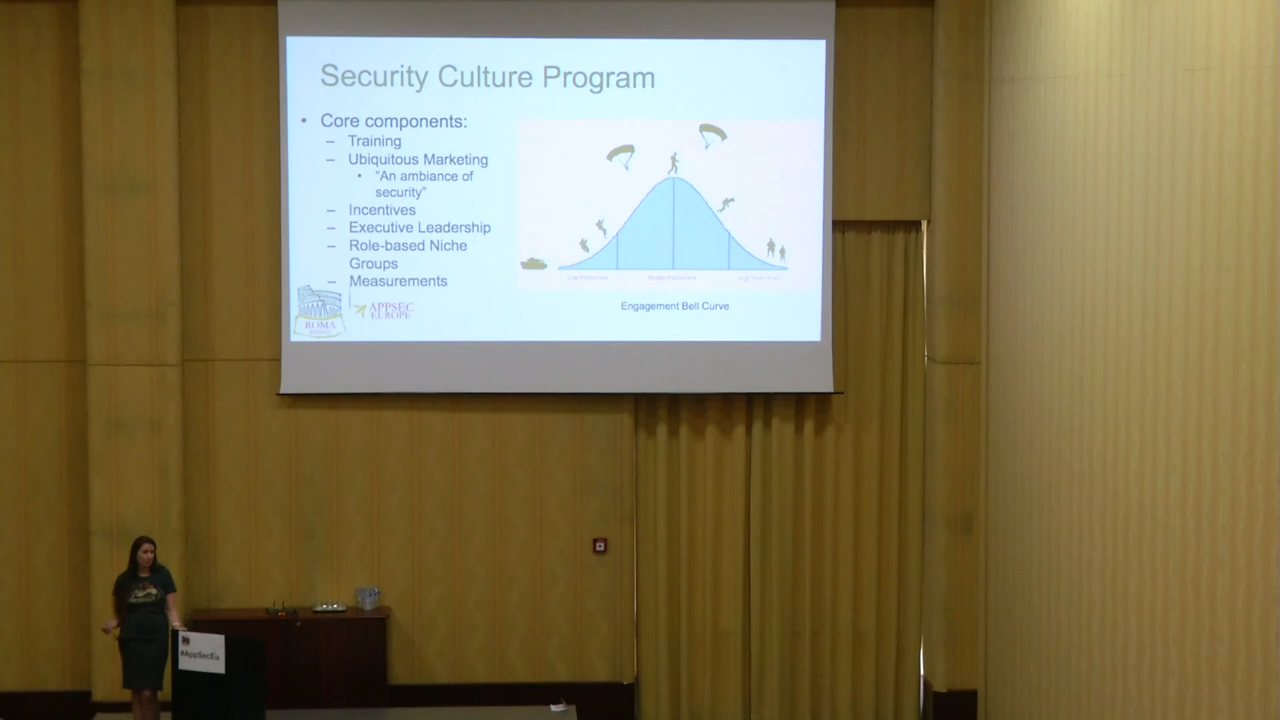 Security Culture Program
• Core components:
– Training
– Ubiquitous Marketing
• "An ambiance of
security"
– Incentives
– Executive Leadership
– Role-based Niche
Groups
– Measurements
Engagement Bell Curve
ROMA
APPSEC
EUROPE
#AppSecEu